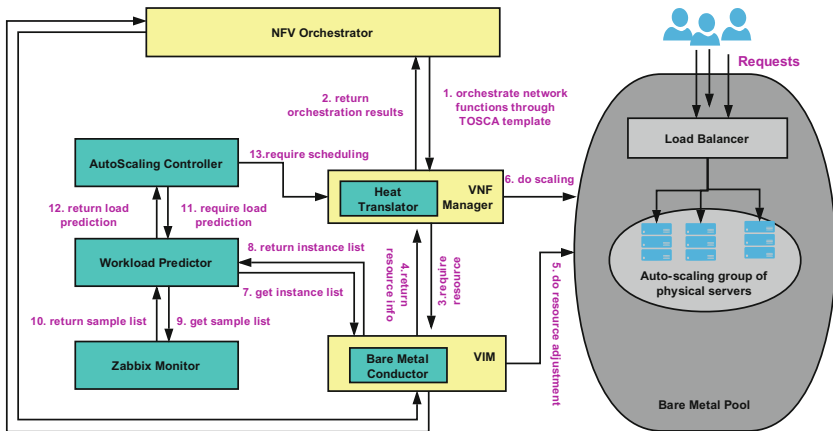 NFV Orchestrator
Requests
2. return
orchestration results
1. orchestrate network
functions through
TOSCA template
Load Balancer
AutoScaling Controller
13.require scheduling
Heat
Translator
VNF
Manager
6. do scaling
12. return load
prediction
11. require load
prediction
8. return instance list
Workload Predictor
7. get instance list
4.return
resource info
3.require
resource
5. do resource adjustment
Auto-scaling group of
physical servers
10. return sample list
9. get sample list
Zabbix Monitor
Bare Metal
Conductor
VIM
Bare Metal Pool